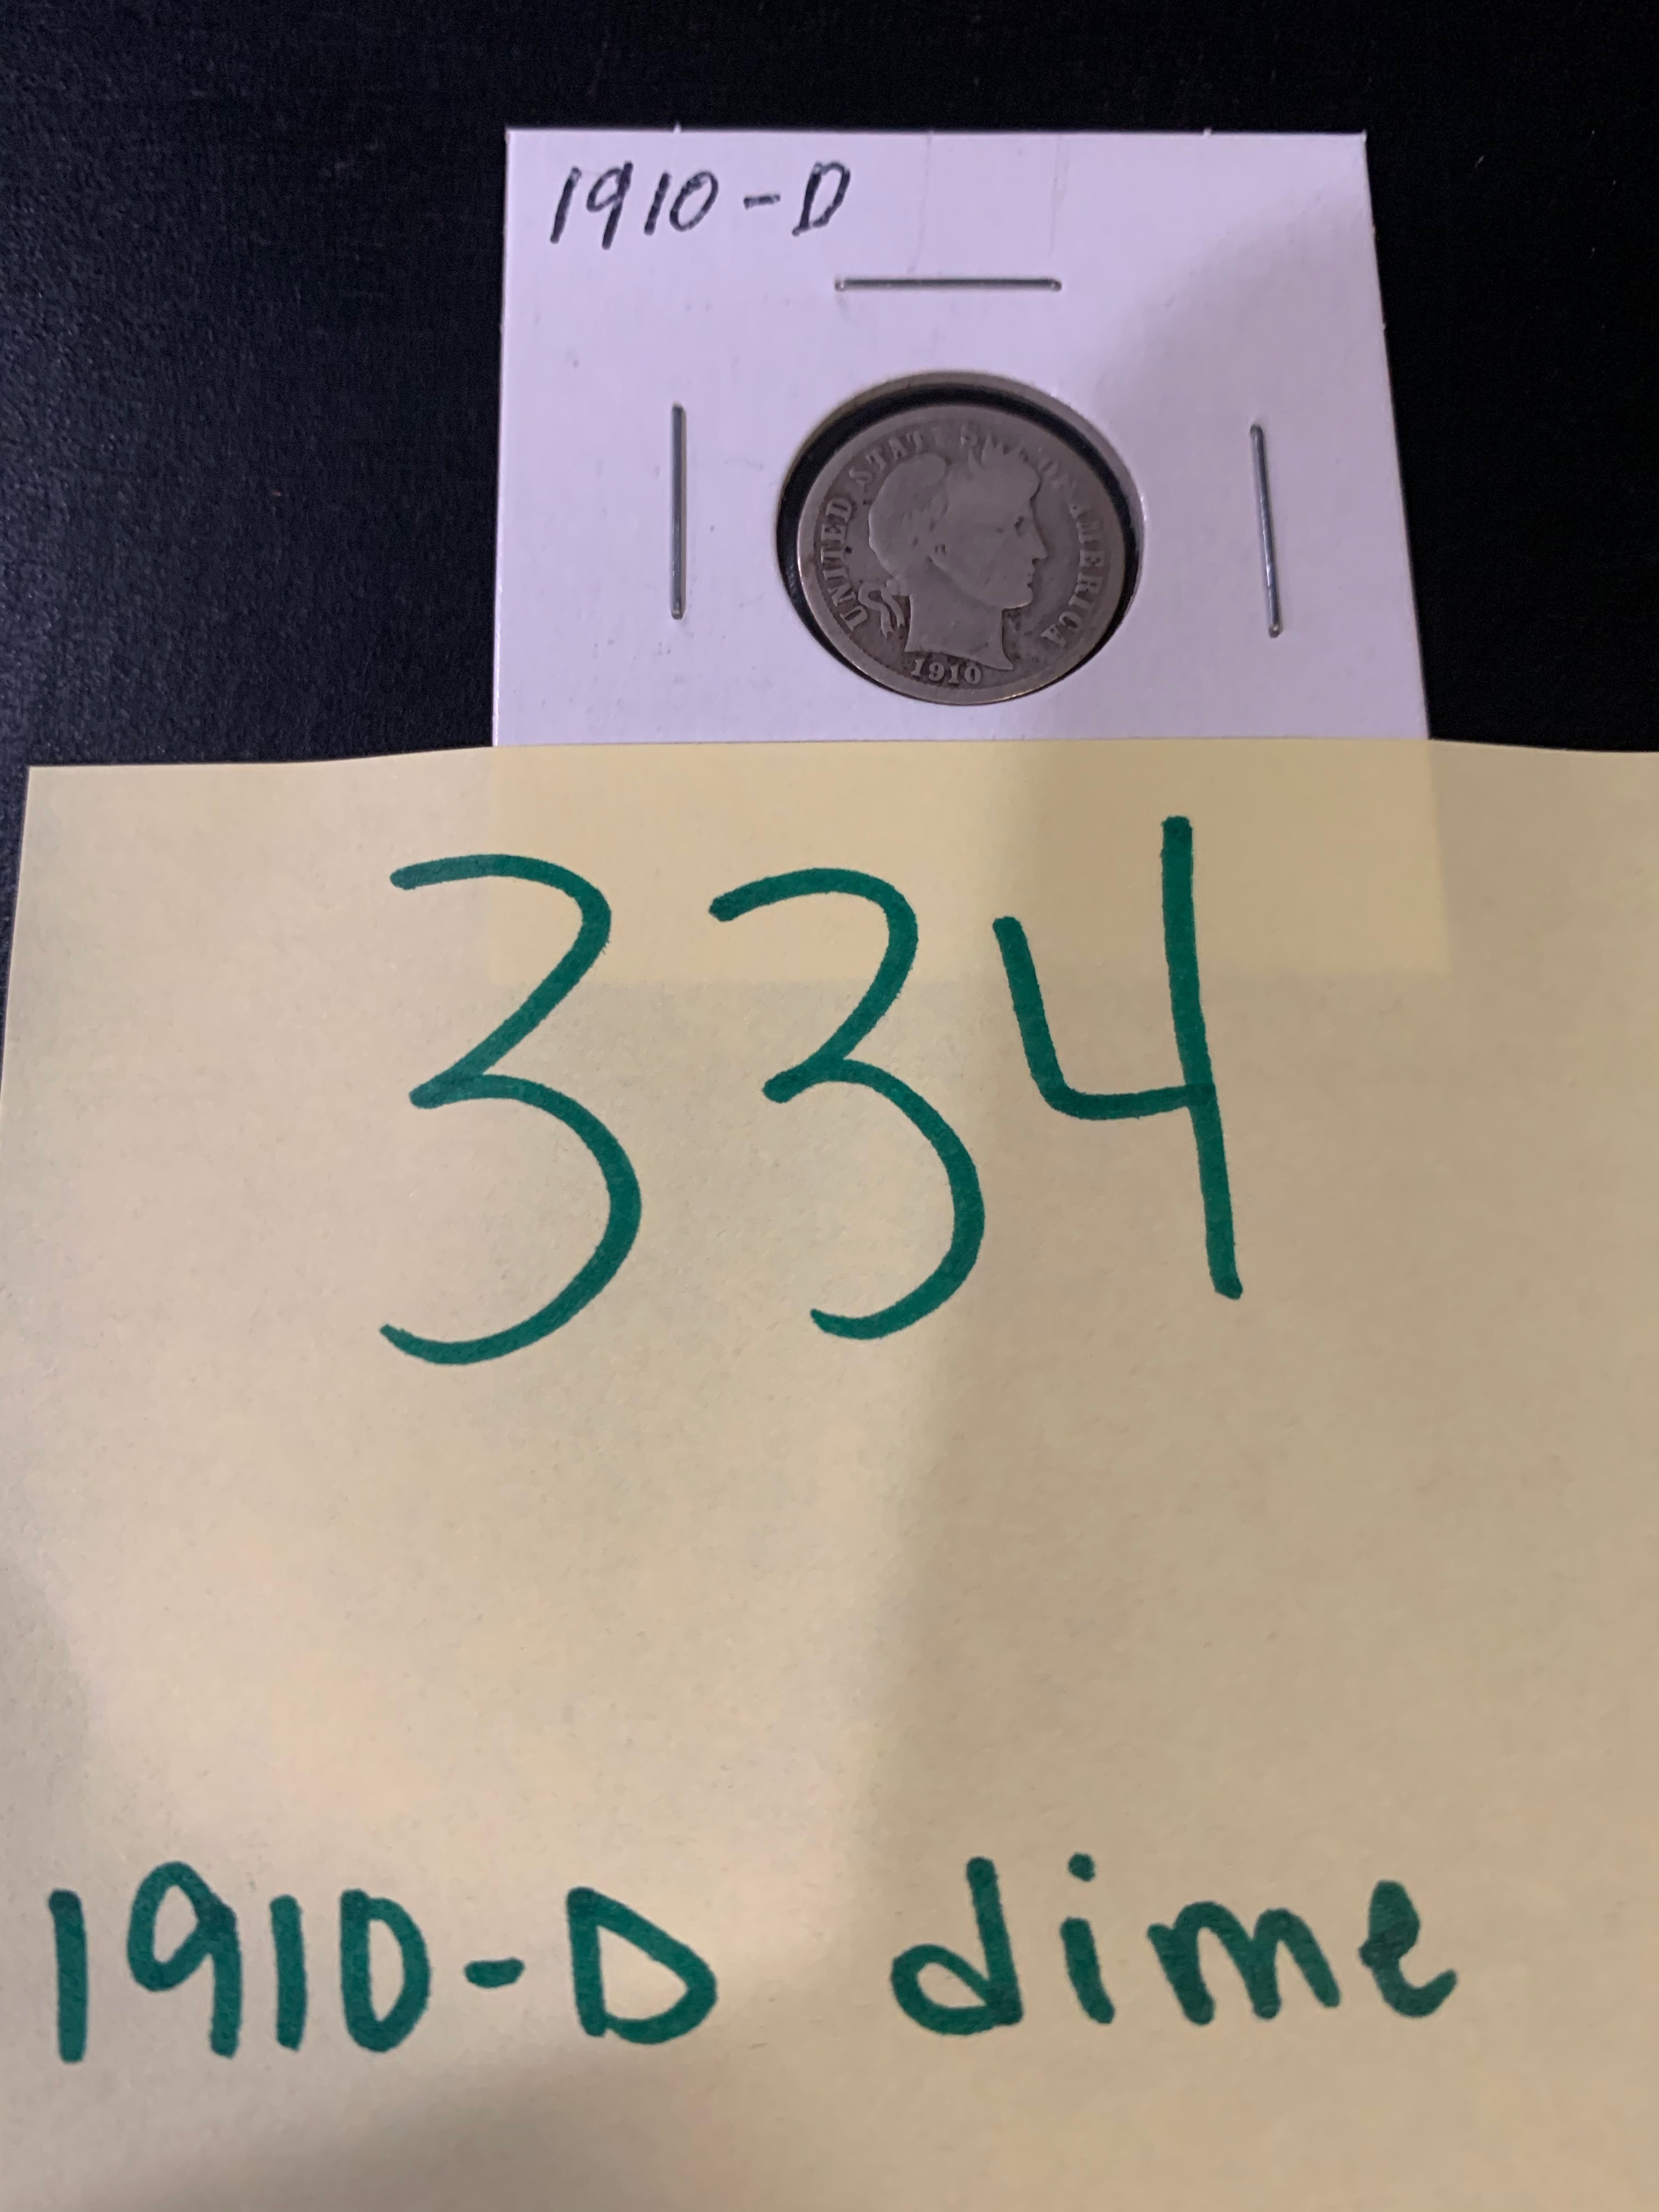 1910-D
UNITED STATES OF AMERICA
1910
334
1910-D dime